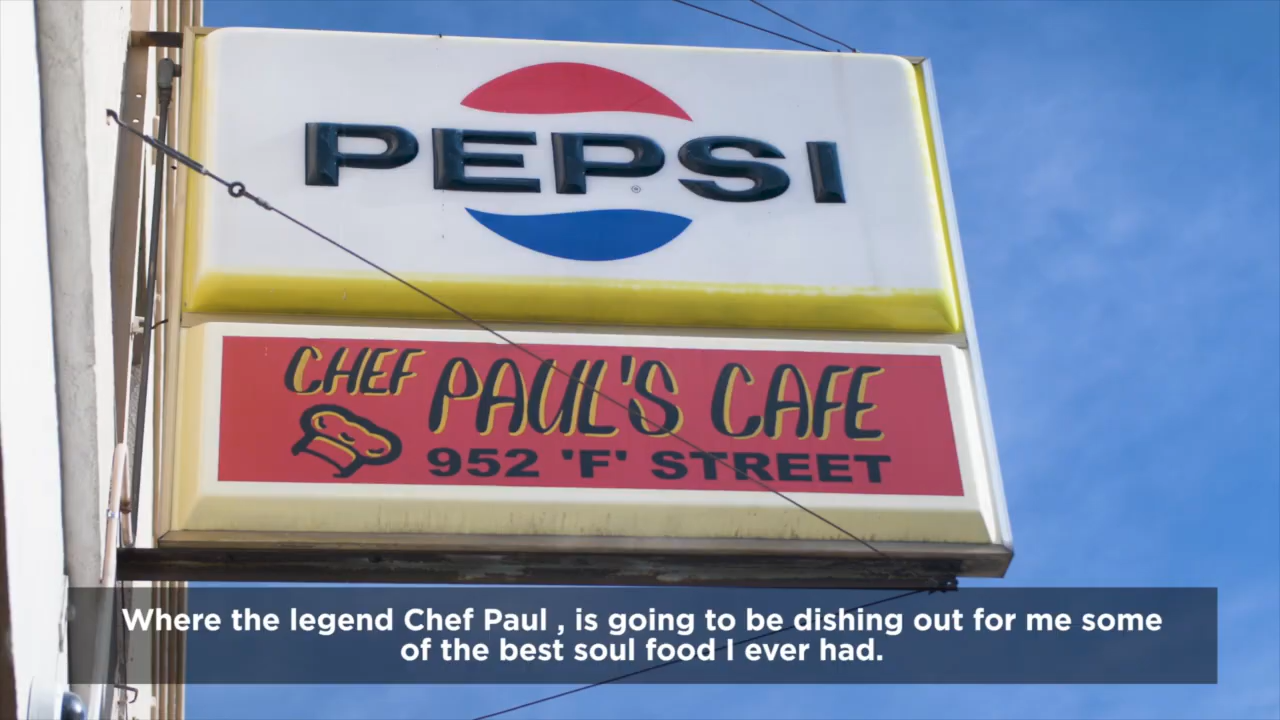 PEPSI
®
CHEF PAUL'S CAFE
952 'F' STREET
Where the legend Chef Paul , is going to be dishing out for me some
of the best soul food I ever had.